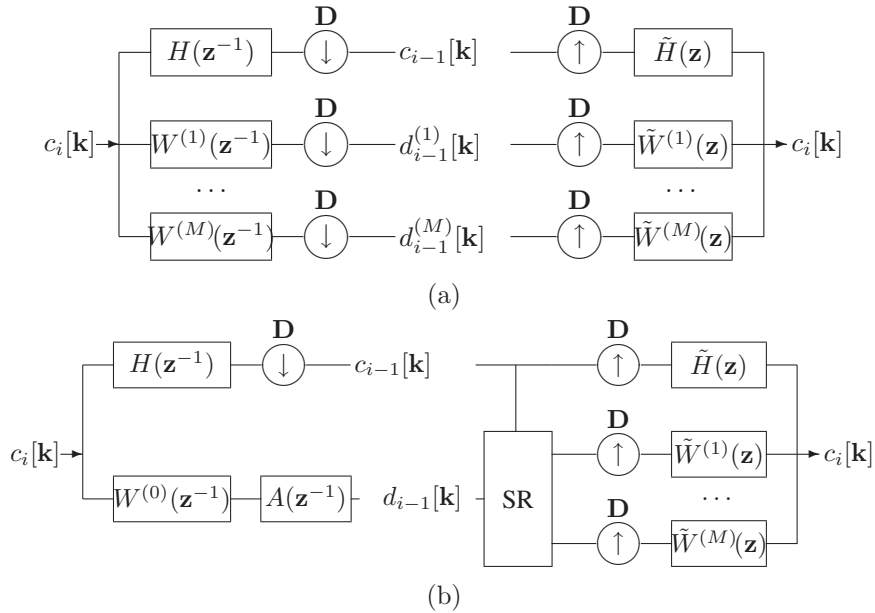 D D
H(z⁻¹) ↓ c_{i−1}[k] ↑ H̃(z)
D D
c_i[k] W^{(1)}(z⁻¹) ↓ d_{i−1}^{(1)}[k] ↑ W̃^{(1)}(z) c_i[k]
... ...
D D
W^{(M)}(z⁻¹) ↓ d_{i−1}^{(M)}[k] ↑ W̃^{(M)}(z)
(a)
D D
H(z⁻¹) ↓ c_{i−1}[k] ↑ H̃(z)
D
c_i[k] ↑ W̃^{(1)}(z) c_i[k]
W^{(0)}(z⁻¹) A(z⁻¹) d_{i−1}[k] SR ...
D
↑ W̃^{(M)}(z)
(b)